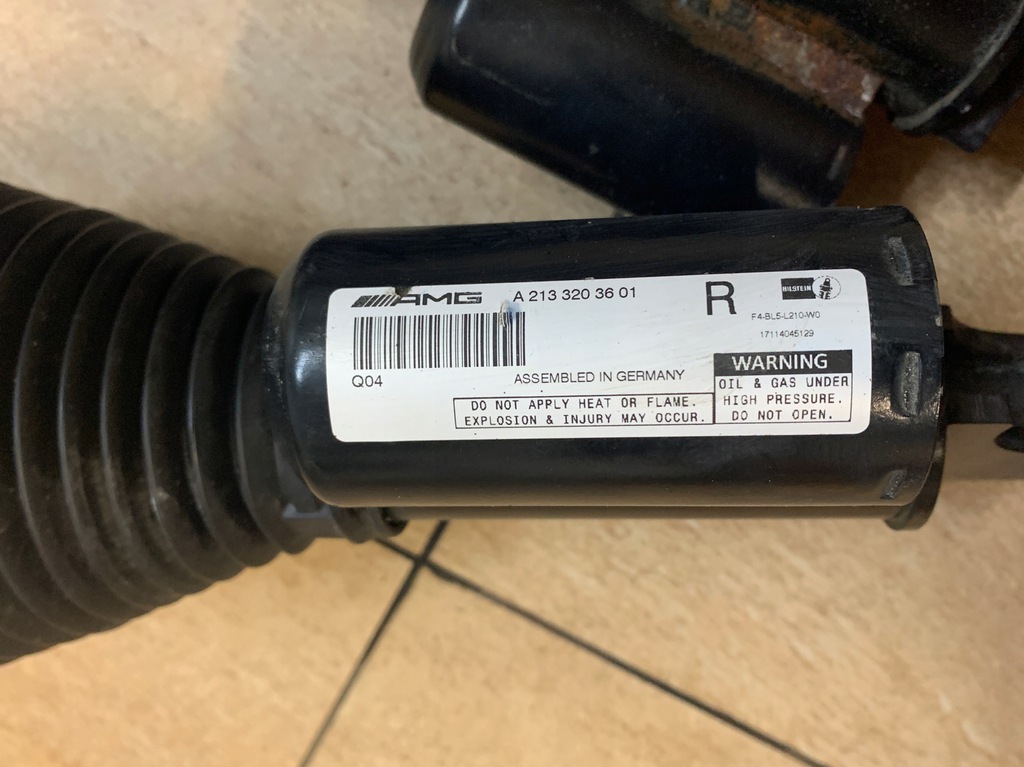 AMG A 213 320 36 01 R BILSTEIN
F4-BL5-L210-W0
17114045129
Q04
ASSEMBLED IN GERMANY
DO NOT APPLY HEAT OR FLAME.
EXPLOSION & INJURY MAY OCCUR.
WARNING
OIL & GAS UNDER
HIGH PRESSURE.
DO NOT OPEN.